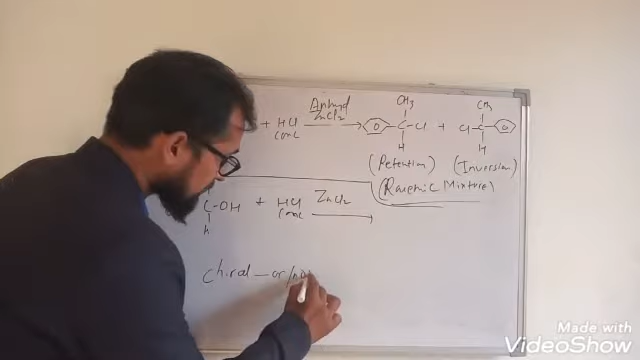 CH3 CH3
Anhyd
+ HCl ZnCl2 C-Cl + Cl-C
Conc
H H
(Retention) (Inversion)
(Racemic Mixture)
C-OH + HCl ZnCl2
Conc
H
Chiral - or
Made with
VideoShow